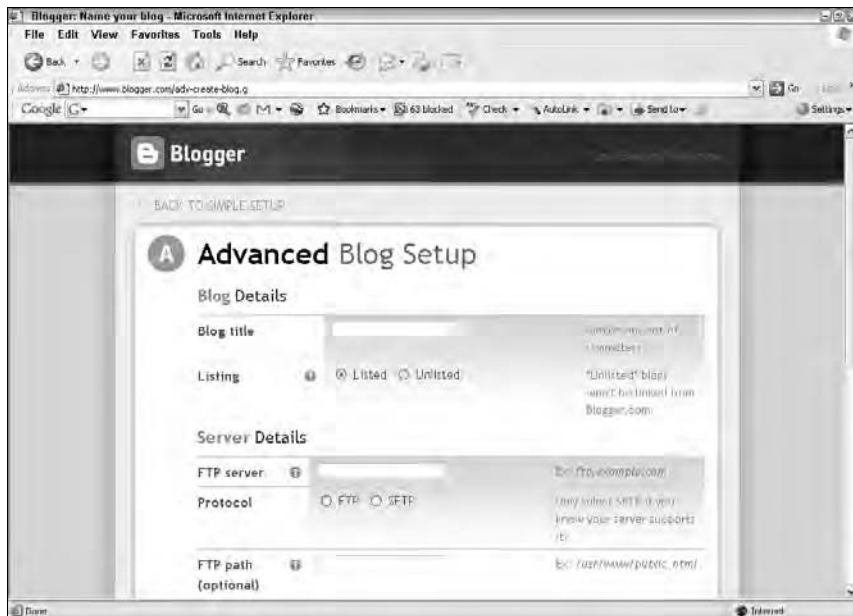 Blogger: Name your blog - Microsoft Internet Explorer
File Edit View Favorites Tools Help
Back Search Favorites
Address http://www.blogger.com/adv-create-blog.g Go
Google G Go Bookmarks 63 blocked Check AutoLink Send to Settings
Blogger
BACK TO SIMPLE SETUP
A Advanced Blog Setup
Blog Details
Blog title
characters
Listing Listed Unlisted "Unlisted" blogs
won't be linked from
Blogger.com
Server Details
FTP server Ex: ftp.example.com
Protocol FTP SFTP Only select SFTP if you
know your server supports
it.
FTP path Ex: /usr/www/public_html/
(optional)
Done Internet